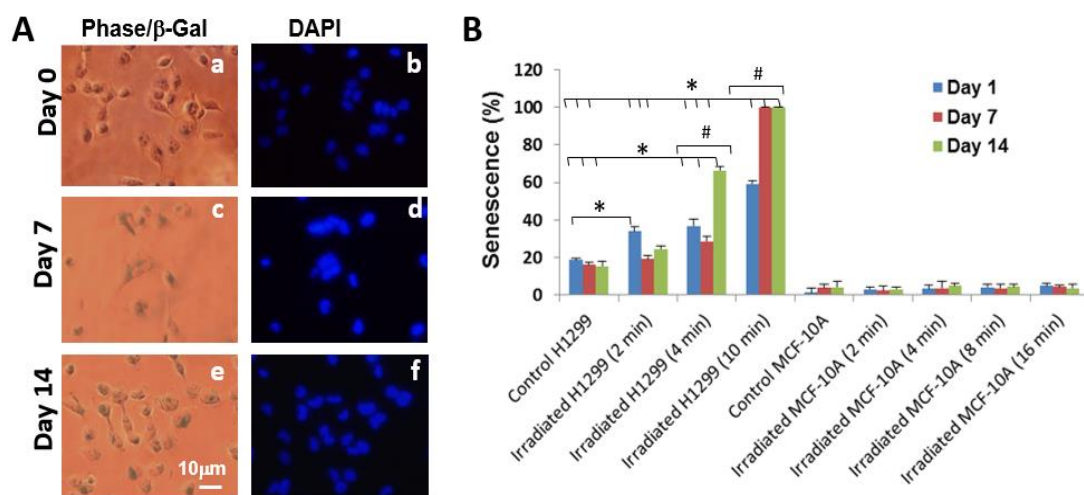 A
Phase/β-Gal
DAPI
Day 0
a
b
Day 7
c
d
Day 14
e
f
10μm
B
Senescence (%)
120
100
80
60
40
20
0
Day 1
Day 7
Day 14
*
#
*
#
*
Control H1299
Irradiated H1299 (2 min)
Irradiated H1299 (4 min)
Irradiated H1299 (10 min)
Control MCF-10A
Irradiated MCF-10A (2 min)
Irradiated MCF-10A (4 min)
Irradiated MCF-10A (8 min)
Irradiated MCF-10A (16 min)